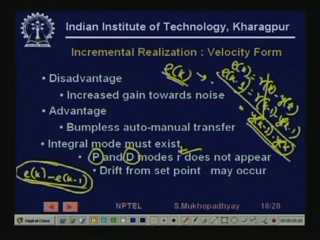 Indian Institute of Technology, Kharagpur
Incremental Realization : Velocity Form
e(k)
• Disadvantage
• Increased gain towards noise
• Advantage
• Bumpless auto-manual transfer
• Integral mode must exist
• P and D modes r does not appear
• Drift from set point may occur
e(k) - e(k-1)
NPTEL S.Mukhopadhyay 18/20